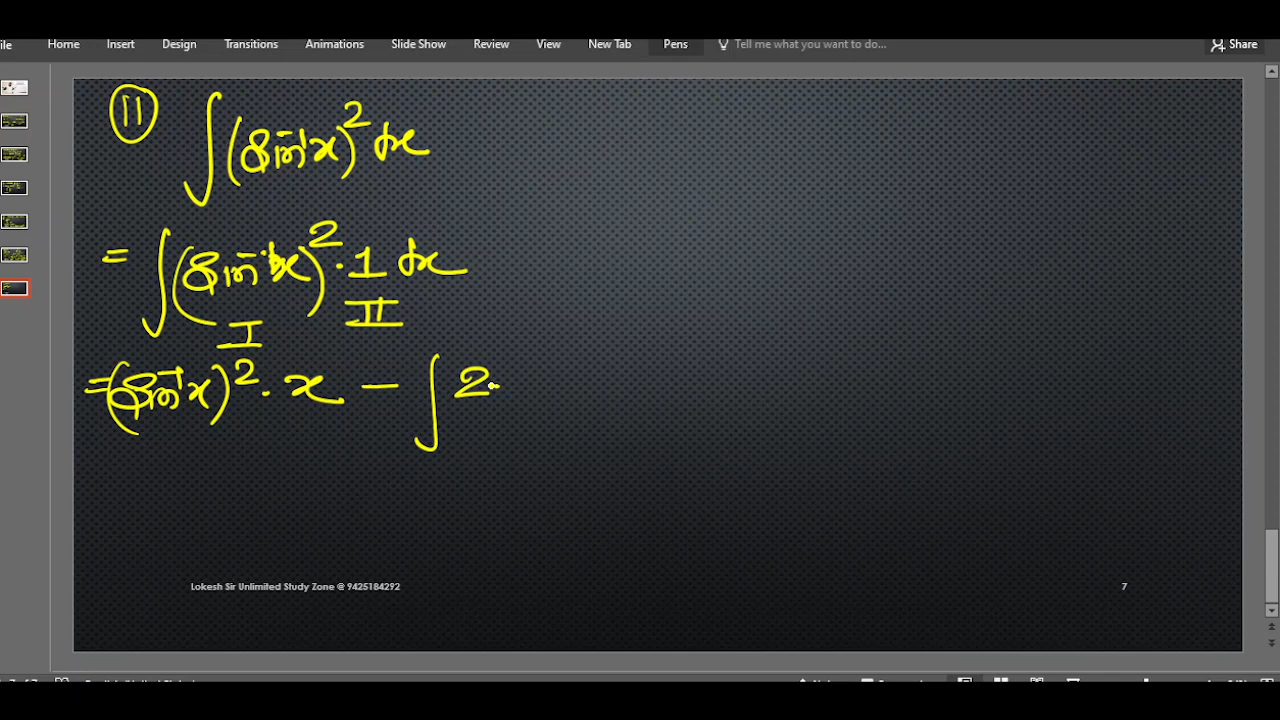 File Home Insert Design Transitions Animations Slide Show Review View New Tab Pens Tell me what you want to do... Share
11 ∫(Sin⁻¹x)² dx
= ∫(Sin⁻¹x)² · 1 dx
I II
= (Sin⁻¹x)² · x − ∫ 2·
Lokesh Sir Unlimited Study Zone @ 9425184292 7